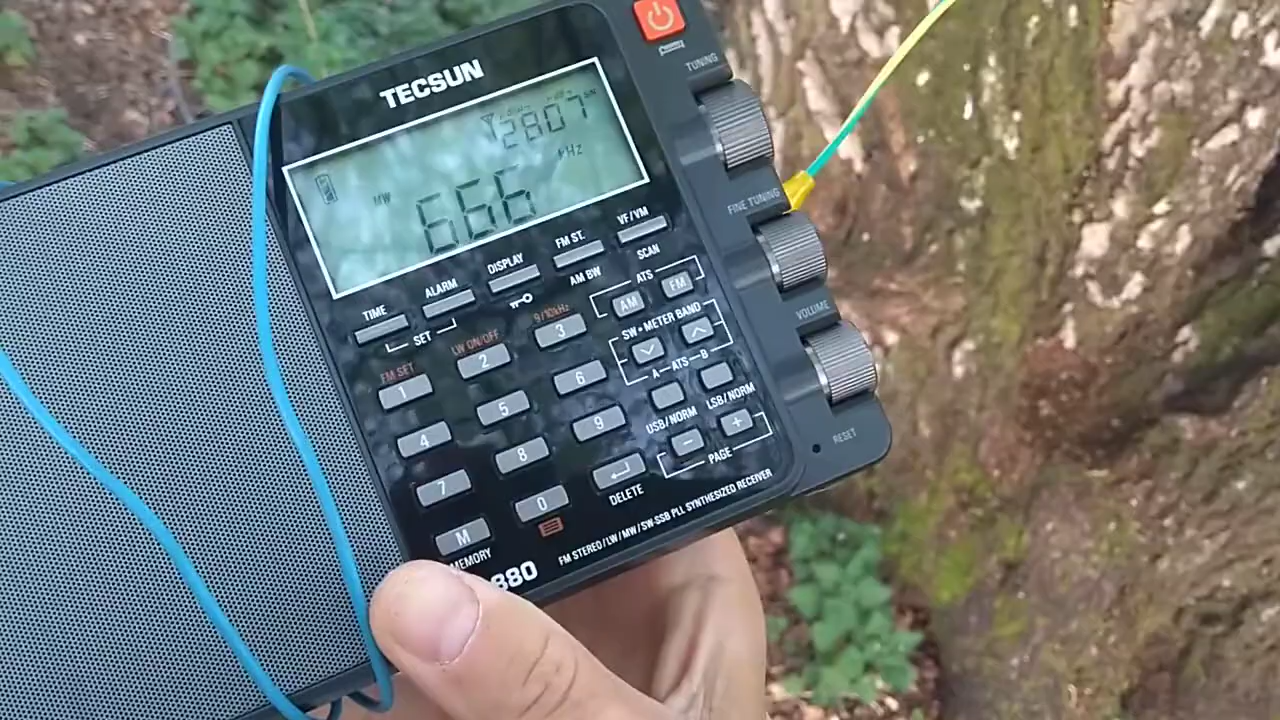 TECSUN
TUNING
2807
MW
kHz
666
FINE TUNING
TIME
ALARM
DISPLAY
FM ST.
VF/VM
SET
AM BW
SCAN
FM SET
LW ON/OFF
9/10kHz
ATS
AM
FM
VOLUME
1
2
3
SW•METER BAND
4
5
6
A—ATS—B
7
8
9
USB/NORM
LSB/NORM
M
0
DELETE
-
+
PAGE
RESET
MEMORY
880
FM STEREO/LW/MW/SW-SSB PLL SYNTHESIZED RECEIVER